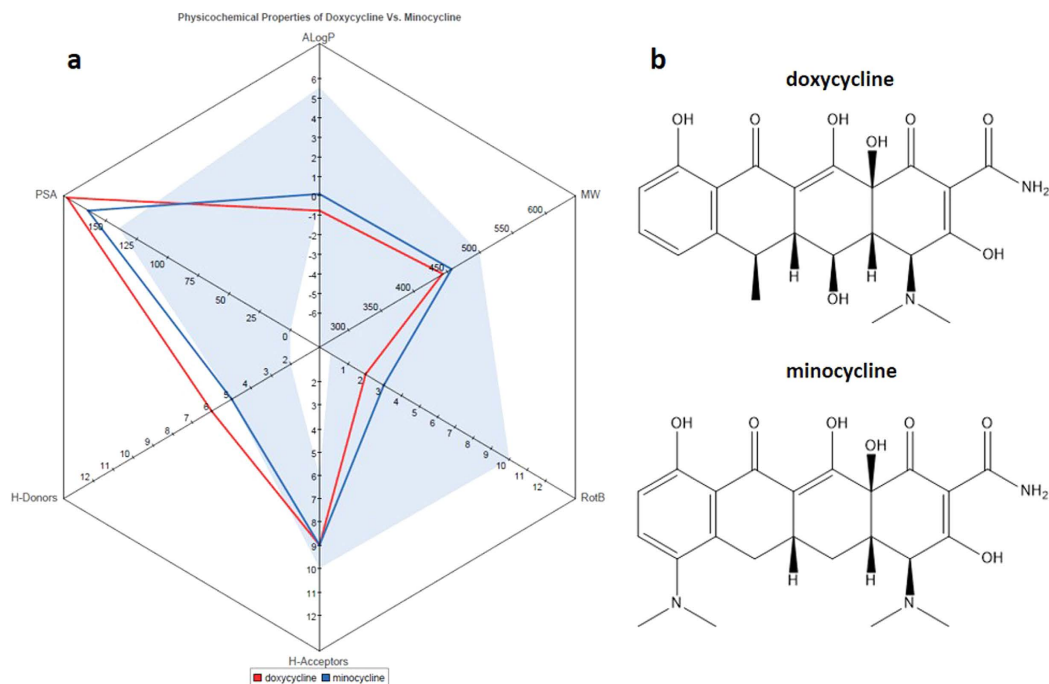 Physicochemical Properties of Doxycycline Vs. Minocycline
a
ALogP
6
5
4
3
2
1
0
-1
-2
-3
-4
-5
-6
MW
600
550
500
450
400
350
300
PSA
150
125
100
75
50
25
0
1
2
3
4
5
6
7
8
9
10
11
12
RotB
2
3
4
5
6
7
8
9
10
11
12
H-Donors
2
3
4
5
6
7
8
9
10
11
12
H-Acceptors
doxycycline minocycline
b
doxycycline
OH O OH O O
OH
NH2
H OH H N OH
minocycline
OH O OH O O
OH
NH2
H H OH
N N